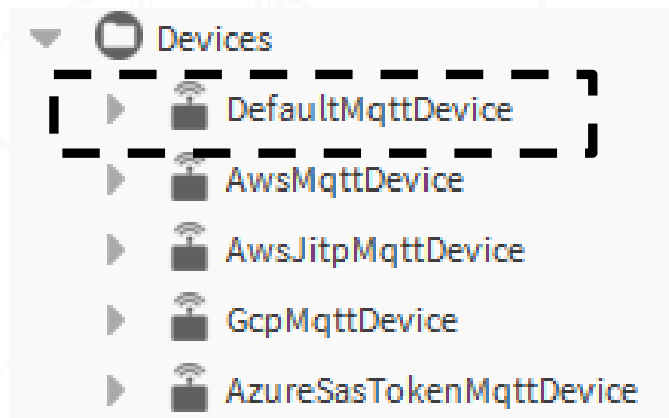 Devices
DefaultMqttDevice
AwsMqttDevice
AwsJitpMqttDevice
GcpMqttDevice
AzureSasTokenMqttDevice